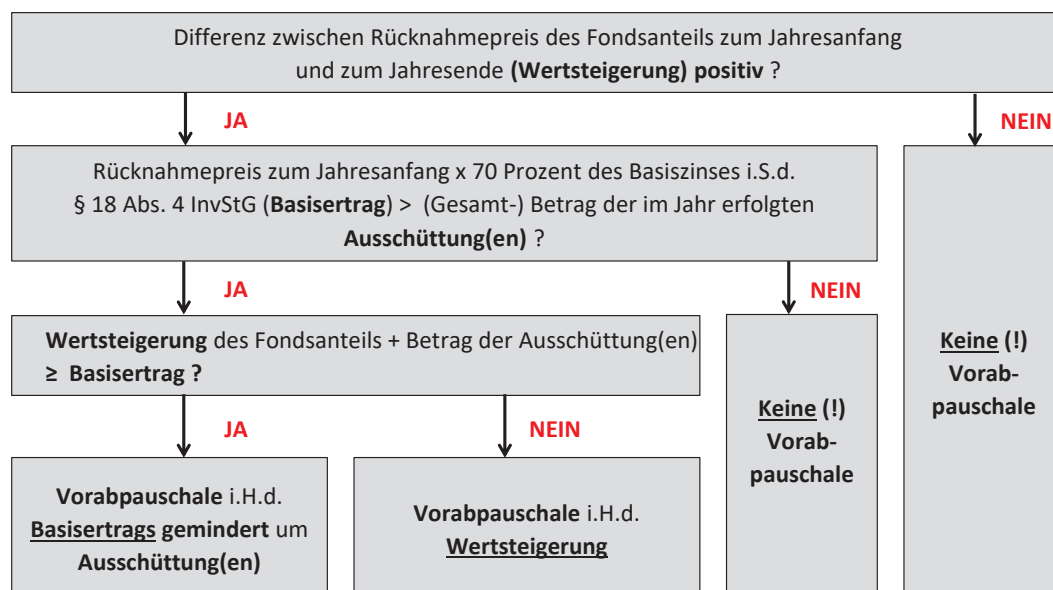 Differenz zwischen Rücknahmepreis des Fondsanteils zum Jahresanfang
und zum Jahresende (Wertsteigerung) positiv ?
JA
NEIN
Rücknahmepreis zum Jahresanfang x 70 Prozent des Basiszinses i.S.d.
§ 18 Abs. 4 InvStG (Basisertrag) > (Gesamt-) Betrag der im Jahr erfolgten
Ausschüttung(en) ?
JA
NEIN
Wertsteigerung des Fondsanteils + Betrag der Ausschüttung(en)
≥ Basisertrag ?
JA
NEIN
Vorabpauschale i.H.d.
Basisertrags gemindert um
Ausschüttung(en)
Vorabpauschale i.H.d.
Wertsteigerung
Keine (!)
Vorab-
pauschale
Keine (!)
Vorab-
pauschale